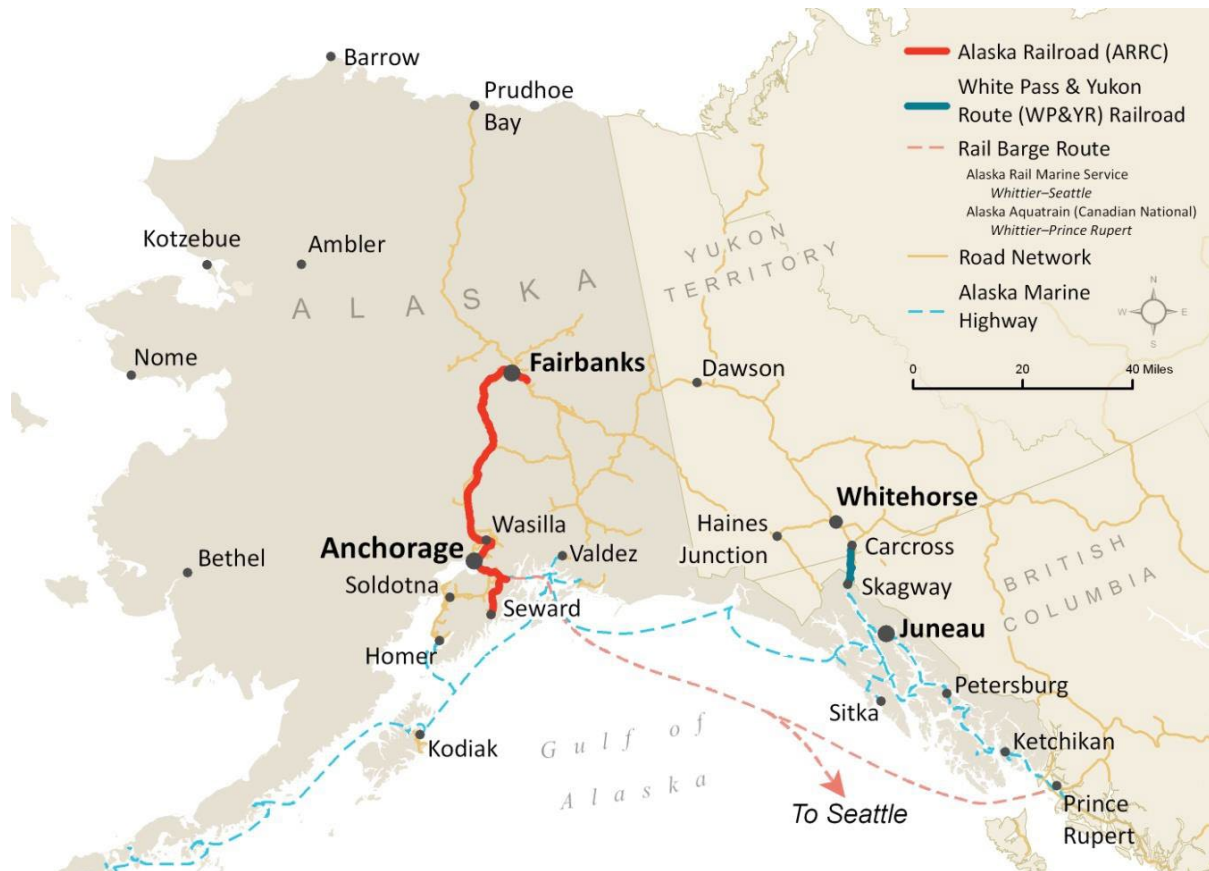 Barrow
Prudhoe
Bay
Kotzebue
Ambler
ALASKA
Nome
Fairbanks
YUKON
TERRITORY
Dawson
Wasilla
Anchorage
Valdez
Bethel
Soldotna
Seward
Homer
Kodiak
Gulf of
Alaska
Whitehorse
Haines
Junction
Carcross
Skagway
BRITISH
COLUMBIA
Juneau
Petersburg
Sitka
Ketchikan
To Seattle
Prince
Rupert
Alaska Railroad (ARRC)
White Pass & Yukon
Route (WP&YR) Railroad
Rail Barge Route
Alaska Rail Marine Service
Whittier–Seattle
Alaska Aquatrain (Canadian National)
Whittier–Prince Rupert
Road Network
Alaska Marine
Highway
N
W E
S
0 20 40 Miles